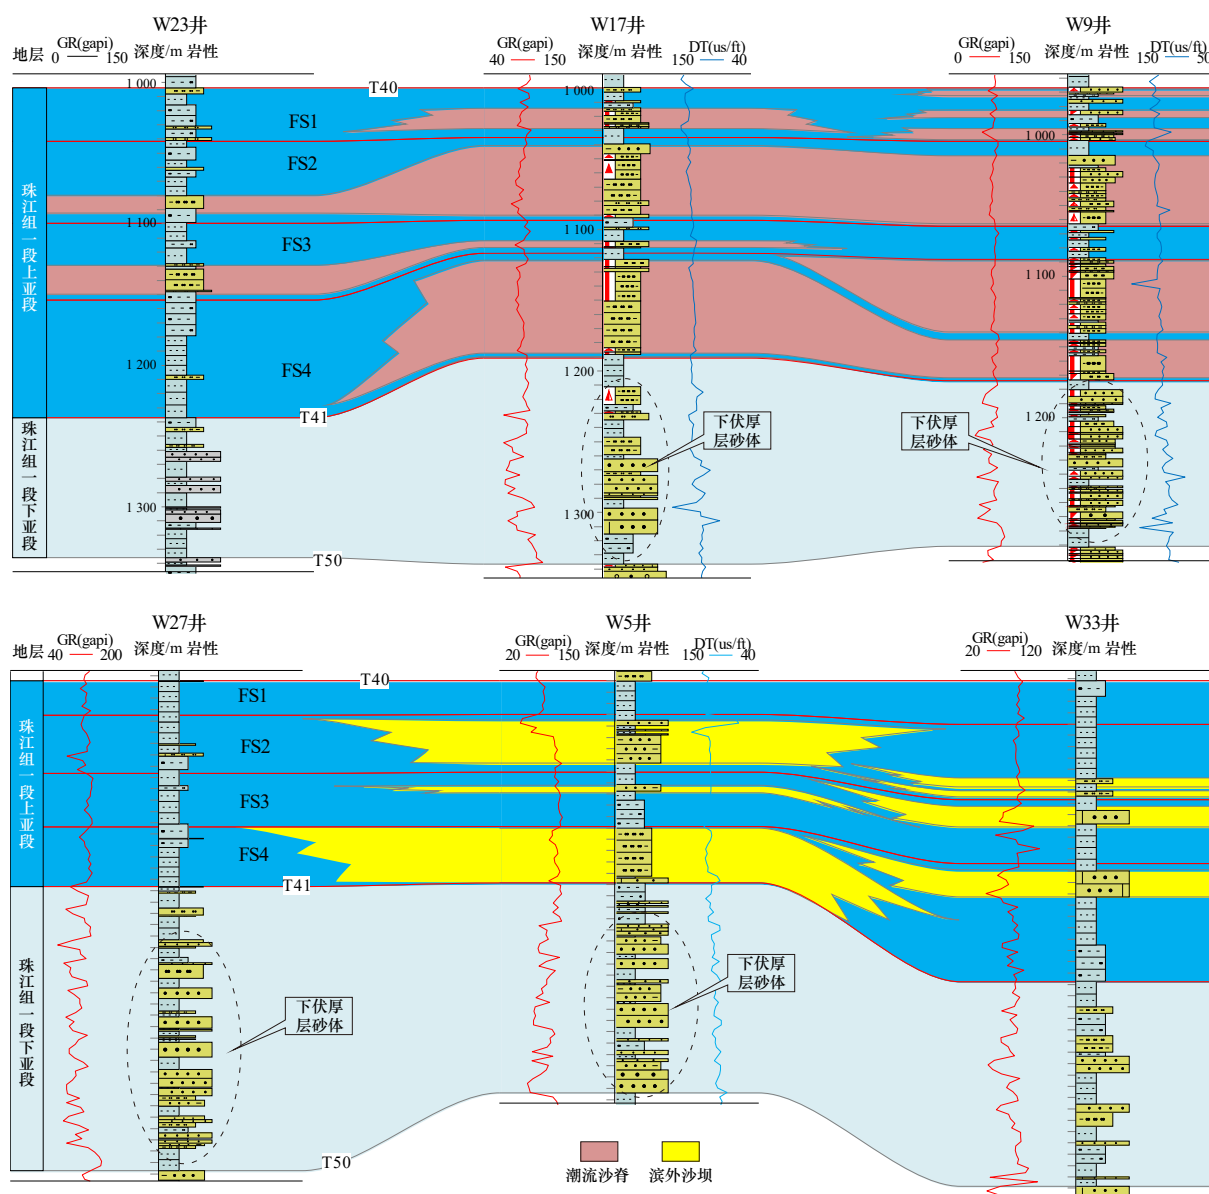 W23井
W17井
W9井
地层
GR(gapi)
0
150
深度/m 岩性
GR(gapi)
40
150
深度/m 岩性
DT(us/ft)
150
40
GR(gapi)
0
150
深度/m 岩性
DT(us/ft)
150
50
珠江组一段上亚段
珠江组一段下亚段
1 000
1 100
1 200
1 300
T40
FS1
FS2
FS3
FS4
T41
T50
1 000
1 100
1 200
1 300
下伏厚
层砂体
下伏厚
层砂体
1 000
1 100
1 200
W27井
W5井
W33井
地层
GR(gapi)
40
200
深度/m 岩性
GR(gapi)
20
150
深度/m 岩性
DT(us/ft)
150
40
GR(gapi)
20
120
深度/m 岩性
珠江组一段上亚段
珠江组一段下亚段
T40
FS1
FS2
FS3
FS4
T41
T50
下伏厚
层砂体
下伏厚
层砂体
潮流沙脊
滨外沙坝